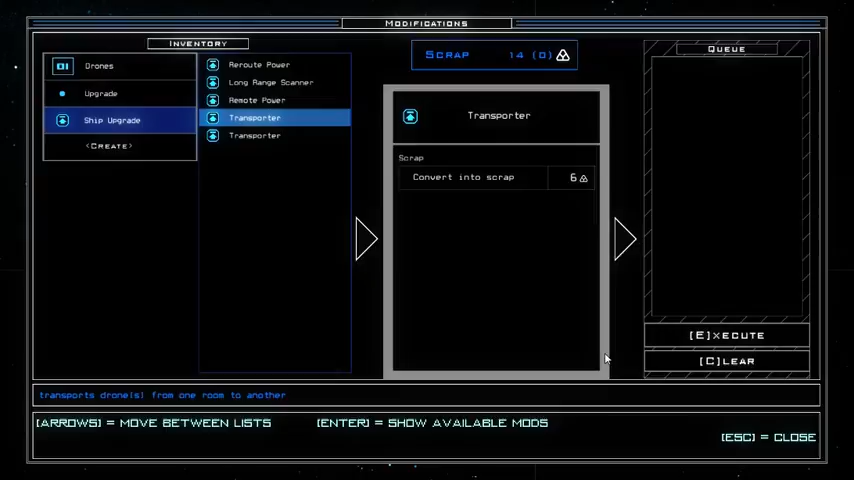 Modifications
Inventory
Drones
Upgrade
Ship Upgrade
<Create>
Reroute Power
Long Range Scanner
Remote Power
Transporter
Transporter
Scrap 14 (0)
Transporter
Scrap
Convert into scrap 6
Queue
[E]xecute
[C]lear
transports drone[s] from one room to another
[Arrows] = Move between lists [Enter] = Show available mods
[Esc] = Close